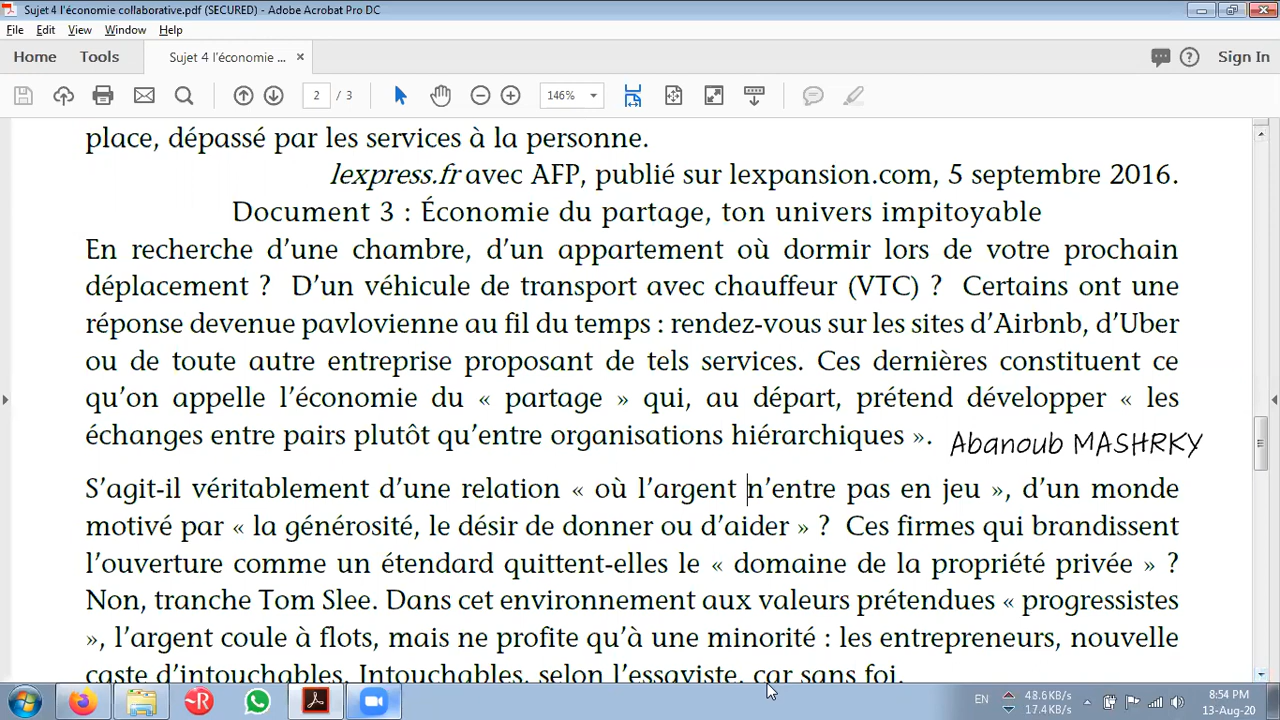 Sujet 4 l'économie collaborative.pdf (SECURED) - Adobe Acrobat Pro DC
File Edit View Window Help
Home Tools Sujet 4 l'économie ... × Sign In
2 / 3 146%
place, dépassé par les services à la personne.
lexpress.fr avec AFP, publié sur lexpansion.com, 5 septembre 2016.
Document 3 : Économie du partage, ton univers impitoyable
En recherche d’une chambre, d’un appartement où dormir lors de votre prochain
déplacement ? D’un véhicule de transport avec chauffeur (VTC) ? Certains ont une
réponse devenue pavlovienne au fil du temps : rendez-vous sur les sites d’Airbnb, d’Uber
ou de toute autre entreprise proposant de tels services. Ces dernières constituent ce
qu’on appelle l’économie du « partage » qui, au départ, prétend développer « les
échanges entre pairs plutôt qu’entre organisations hiérarchiques ». Abanoub MASHRKY
S’agit-il véritablement d’une relation « où l’argent n’entre pas en jeu », d’un monde
motivé par « la générosité, le désir de donner ou d’aider » ? Ces firmes qui brandissent
l’ouverture comme un étendard quittent-elles le « domaine de la propriété privée » ?
Non, tranche Tom Slee. Dans cet environnement aux valeurs prétendues « progressistes
», l’argent coule à flots, mais ne profite qu’à une minorité : les entrepreneurs, nouvelle
caste d’intouchables. Intouchables, selon l’essayiste, car sans foi.
EN 48.6KB/s 8:54 PM
17.4KB/s 13-Aug-20